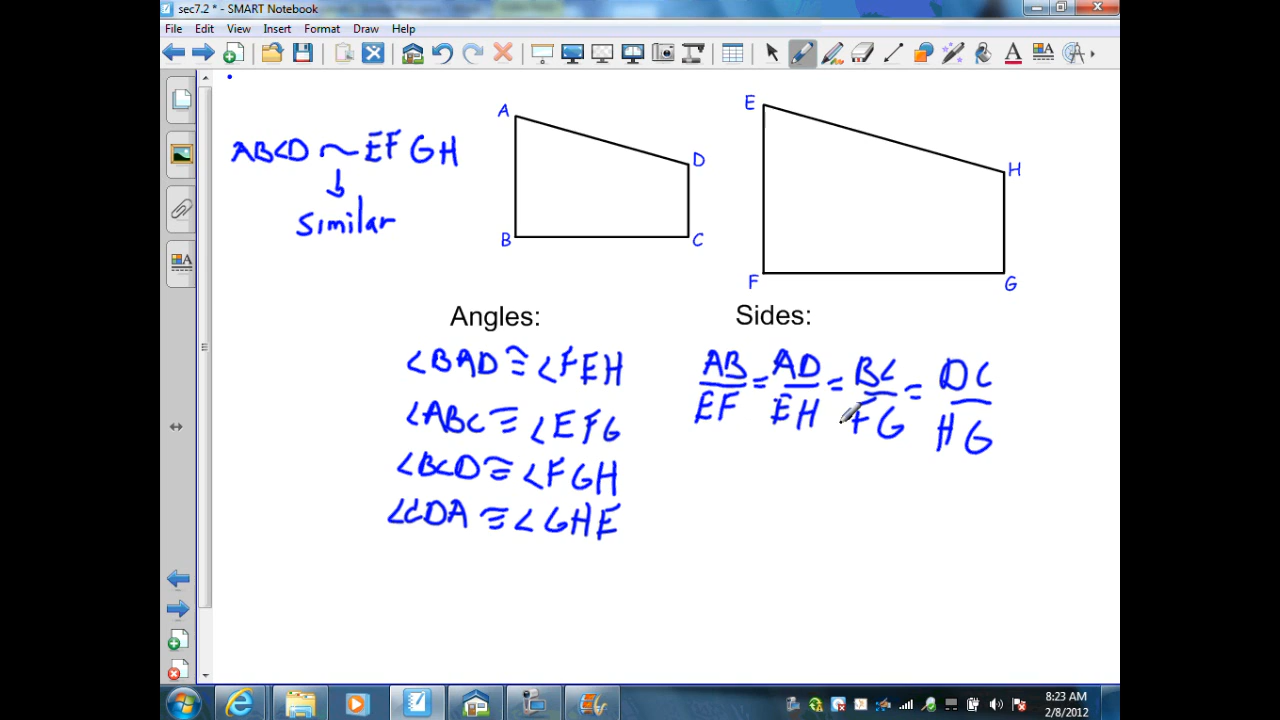 sec7.2 * - SMART Notebook
File Edit View Insert Format Draw Help
ABCD ~ EFGH
↓
Similar
A
D
B
C
E
H
F
G
Angles:
∠BAD ≅ ∠FEH
∠ABC ≅ ∠EFG
∠BCD ≅ ∠FGH
∠CDA ≅ ∠GHE
Sides:
AB/EF = AD/EH = BC/FG = DC/HG
8:23 AM
2/8/2012